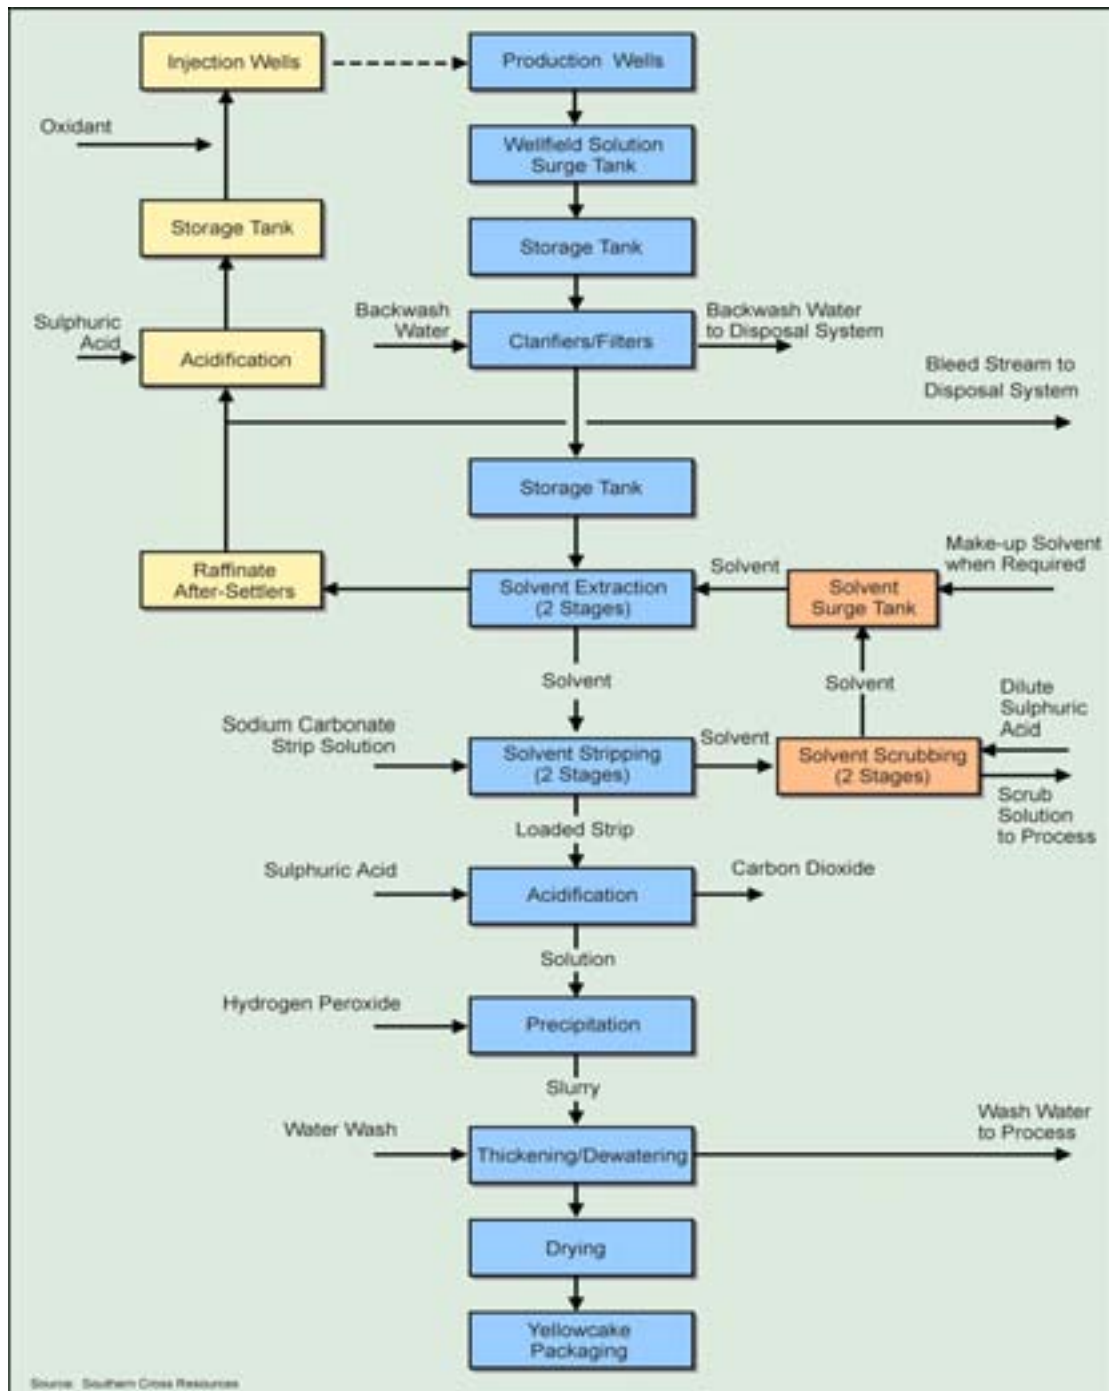 Injection Wells
Production Wells
Oxidant
Wellfield Solution
Surge Tank
Storage Tank
Storage Tank
Sulphuric
Acid
Acidification
Backwash
Water
Clarifiers/Filters
Backwash Water
to Disposal System
Bleed Stream to
Disposal System
Storage Tank
Raffinate
After-Settlers
Solvent Extraction
(2 Stages)
Solvent
Solvent
Surge Tank
Make-up Solvent
when Required
Solvent
Solvent
Dilute
Sulphuric
Acid
Sodium Carbonate
Strip Solution
Solvent Stripping
(2 Stages)
Solvent
Solvent Scrubbing
(2 Stages)
Scrub
Solution
to Process
Loaded Strip
Sulphuric Acid
Acidification
Carbon Dioxide
Solution
Hydrogen Peroxide
Precipitation
Slurry
Water Wash
Thickening/Dewatering
Wash Water
to Process
Drying
Yellowcake
Packaging
Source: Southern Cross Resources